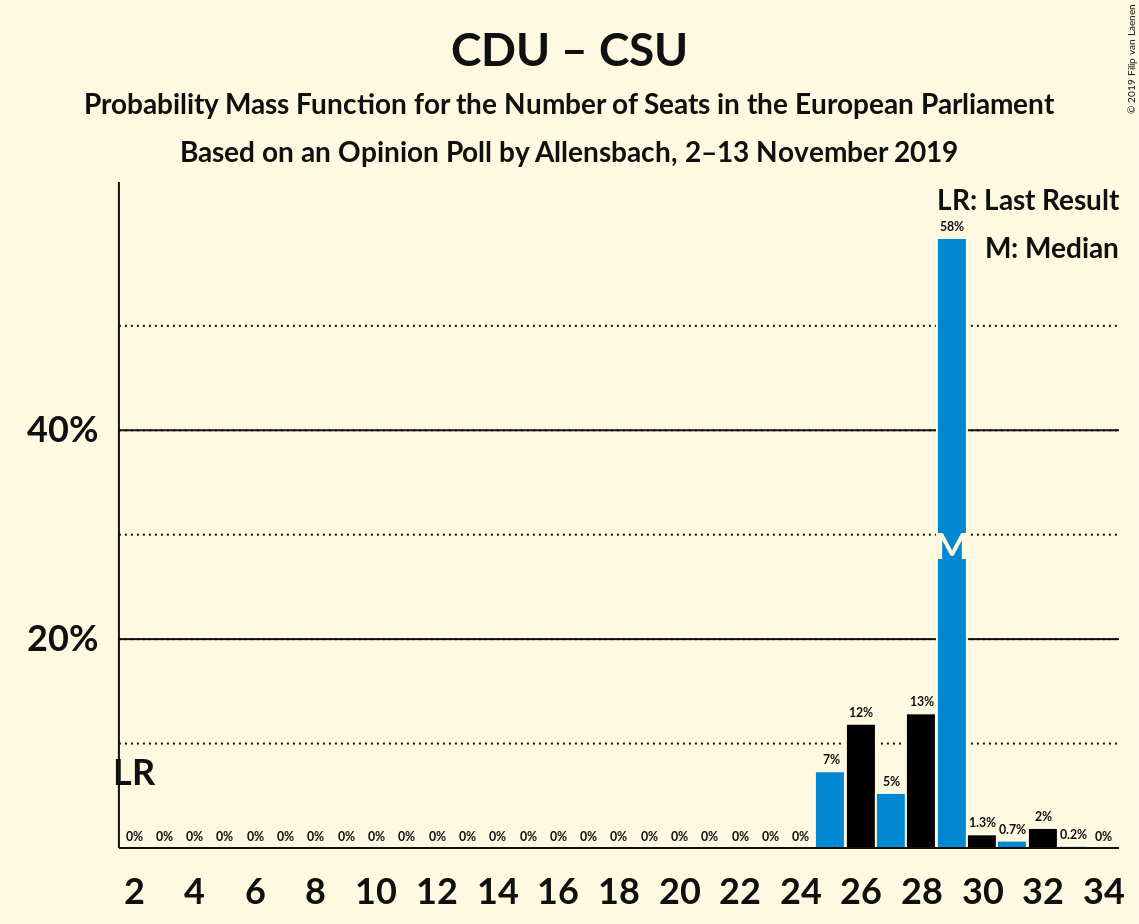 CDU – CSU
Probability Mass Function for the Number of Seats in the European Parliament
Based on an Opinion Poll by Allensbach, 2–13 November 2019
© 2019 Filip van Laenen
LR: Last Result
M: Median
58%
40%
M
20%
13%
12%
7%
5%
LR
0% 0% 0% 0% 0% 0% 0% 0% 0% 0% 0% 0% 0% 0% 0% 0% 0% 0% 0% 0% 0% 0% 0% 1.3% 0.7% 2% 0.2% 0%
2 4 6 8 10 12 14 16 18 20 22 24 26 28 30 32 34